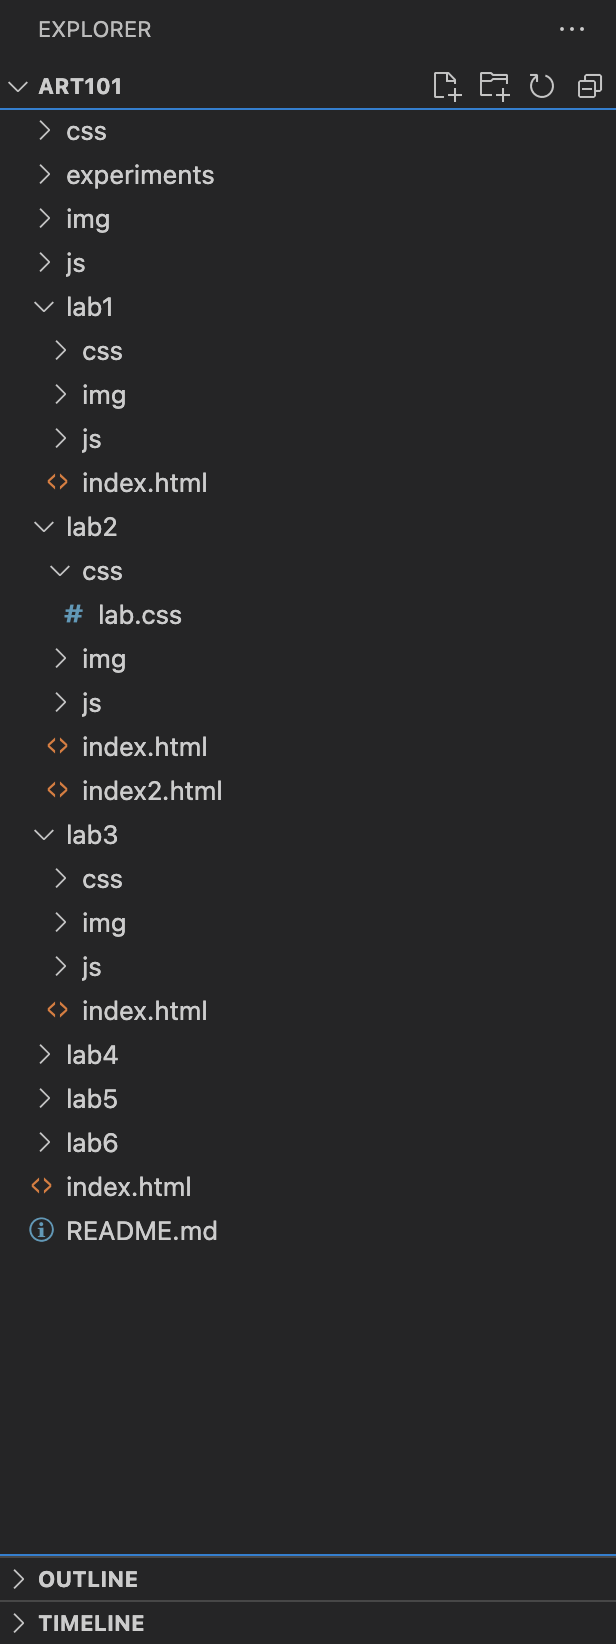 EXPLORER
ART101
css
experiments
img
js
lab1
css
img
js
index.html
lab2
css
lab.css
img
js
index.html
index2.html
lab3
css
img
js
index.html
lab4
lab5
lab6
index.html
README.md
OUTLINE
TIMELINE